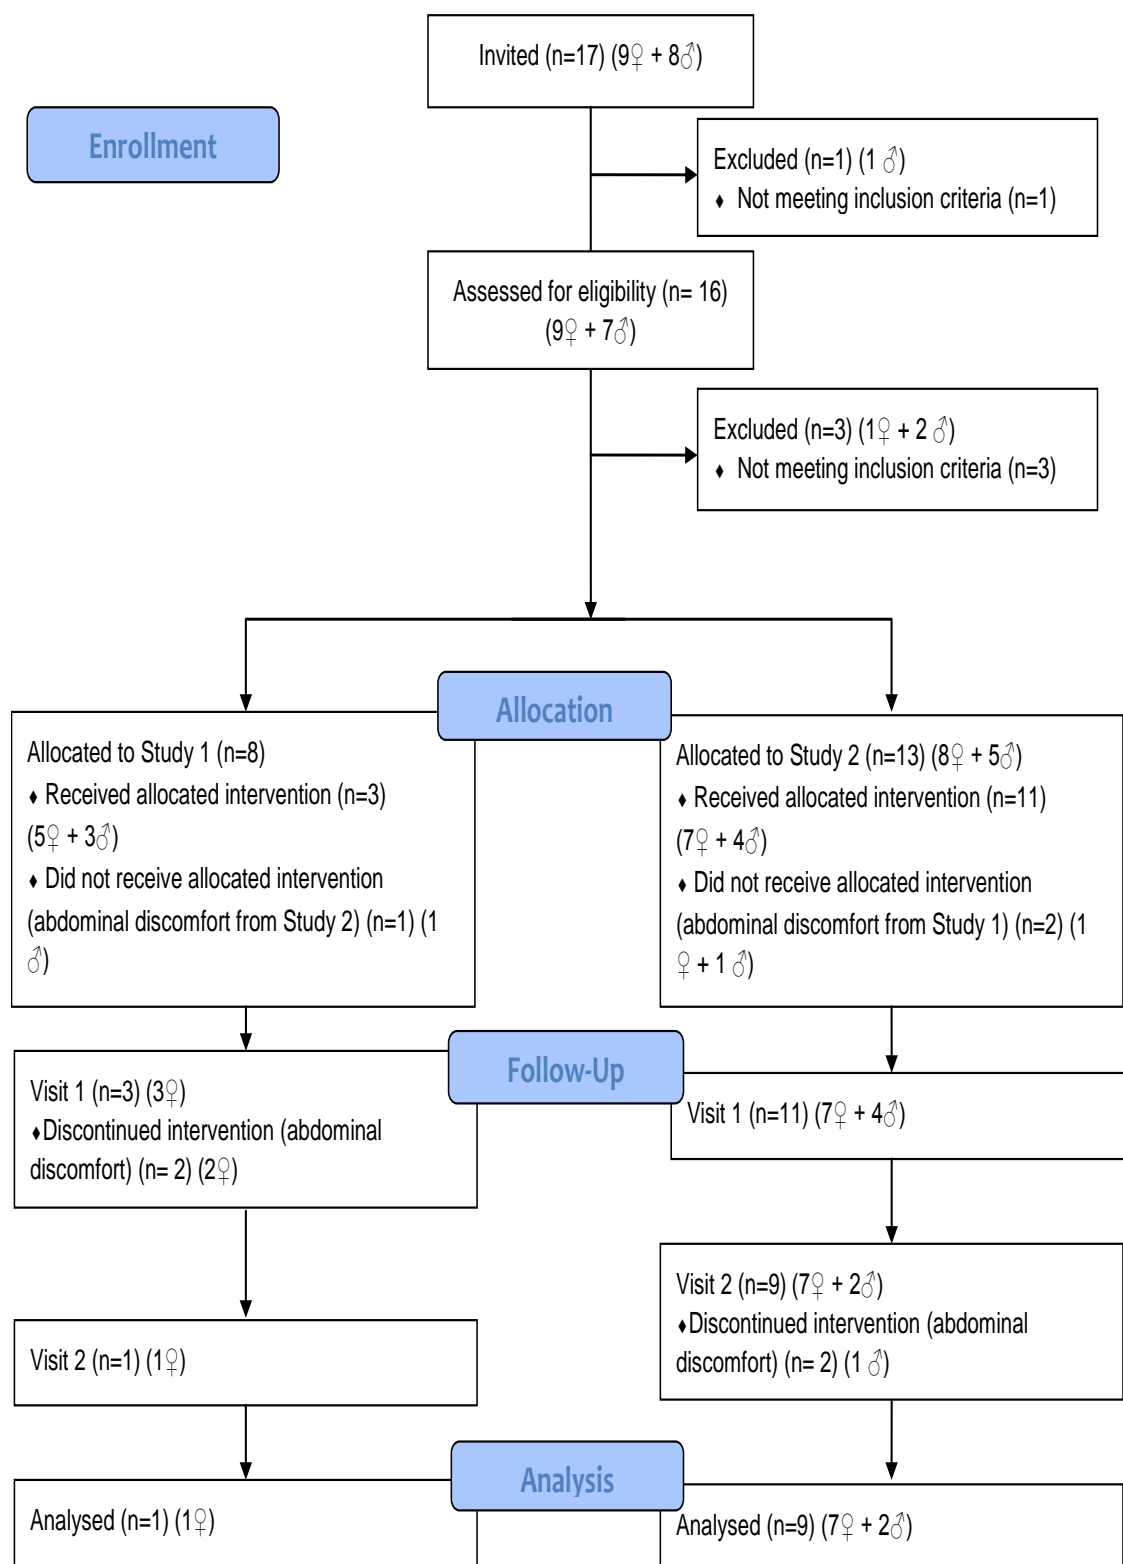 Invited (n=17) (9♀ + 8♂)
Enrollment
Excluded (n=1) (1 ♂)
♦ Not meeting inclusion criteria (n=1)
Assessed for eligibility (n= 16)
(9♀ + 7♂)
Excluded (n=3) (1♀ + 2 ♂)
♦ Not meeting inclusion criteria (n=3)
Allocation
Allocated to Study 1 (n=8)
♦ Received allocated intervention (n=3)
(5♀ + 3♂)
♦ Did not receive allocated intervention
(abdominal discomfort from Study 2) (n=1) (1
♂)
Allocated to Study 2 (n=13) (8♀ + 5♂)
♦ Received allocated intervention (n=11)
(7♀ + 4♂)
♦ Did not receive allocated intervention
(abdominal discomfort from Study 1) (n=2) (1
♀ + 1 ♂)
Follow-Up
Visit 1 (n=3) (3♀)
♦Discontinued intervention (abdominal
discomfort) (n= 2) (2♀)
Visit 1 (n=11) (7♀ + 4♂)
Visit 2 (n=1) (1♀)
Visit 2 (n=9) (7♀ + 2♂)
♦Discontinued intervention (abdominal
discomfort) (n= 2) (1 ♂)
Analysis
Analysed (n=1) (1♀)
Analysed (n=9) (7♀ + 2♂)